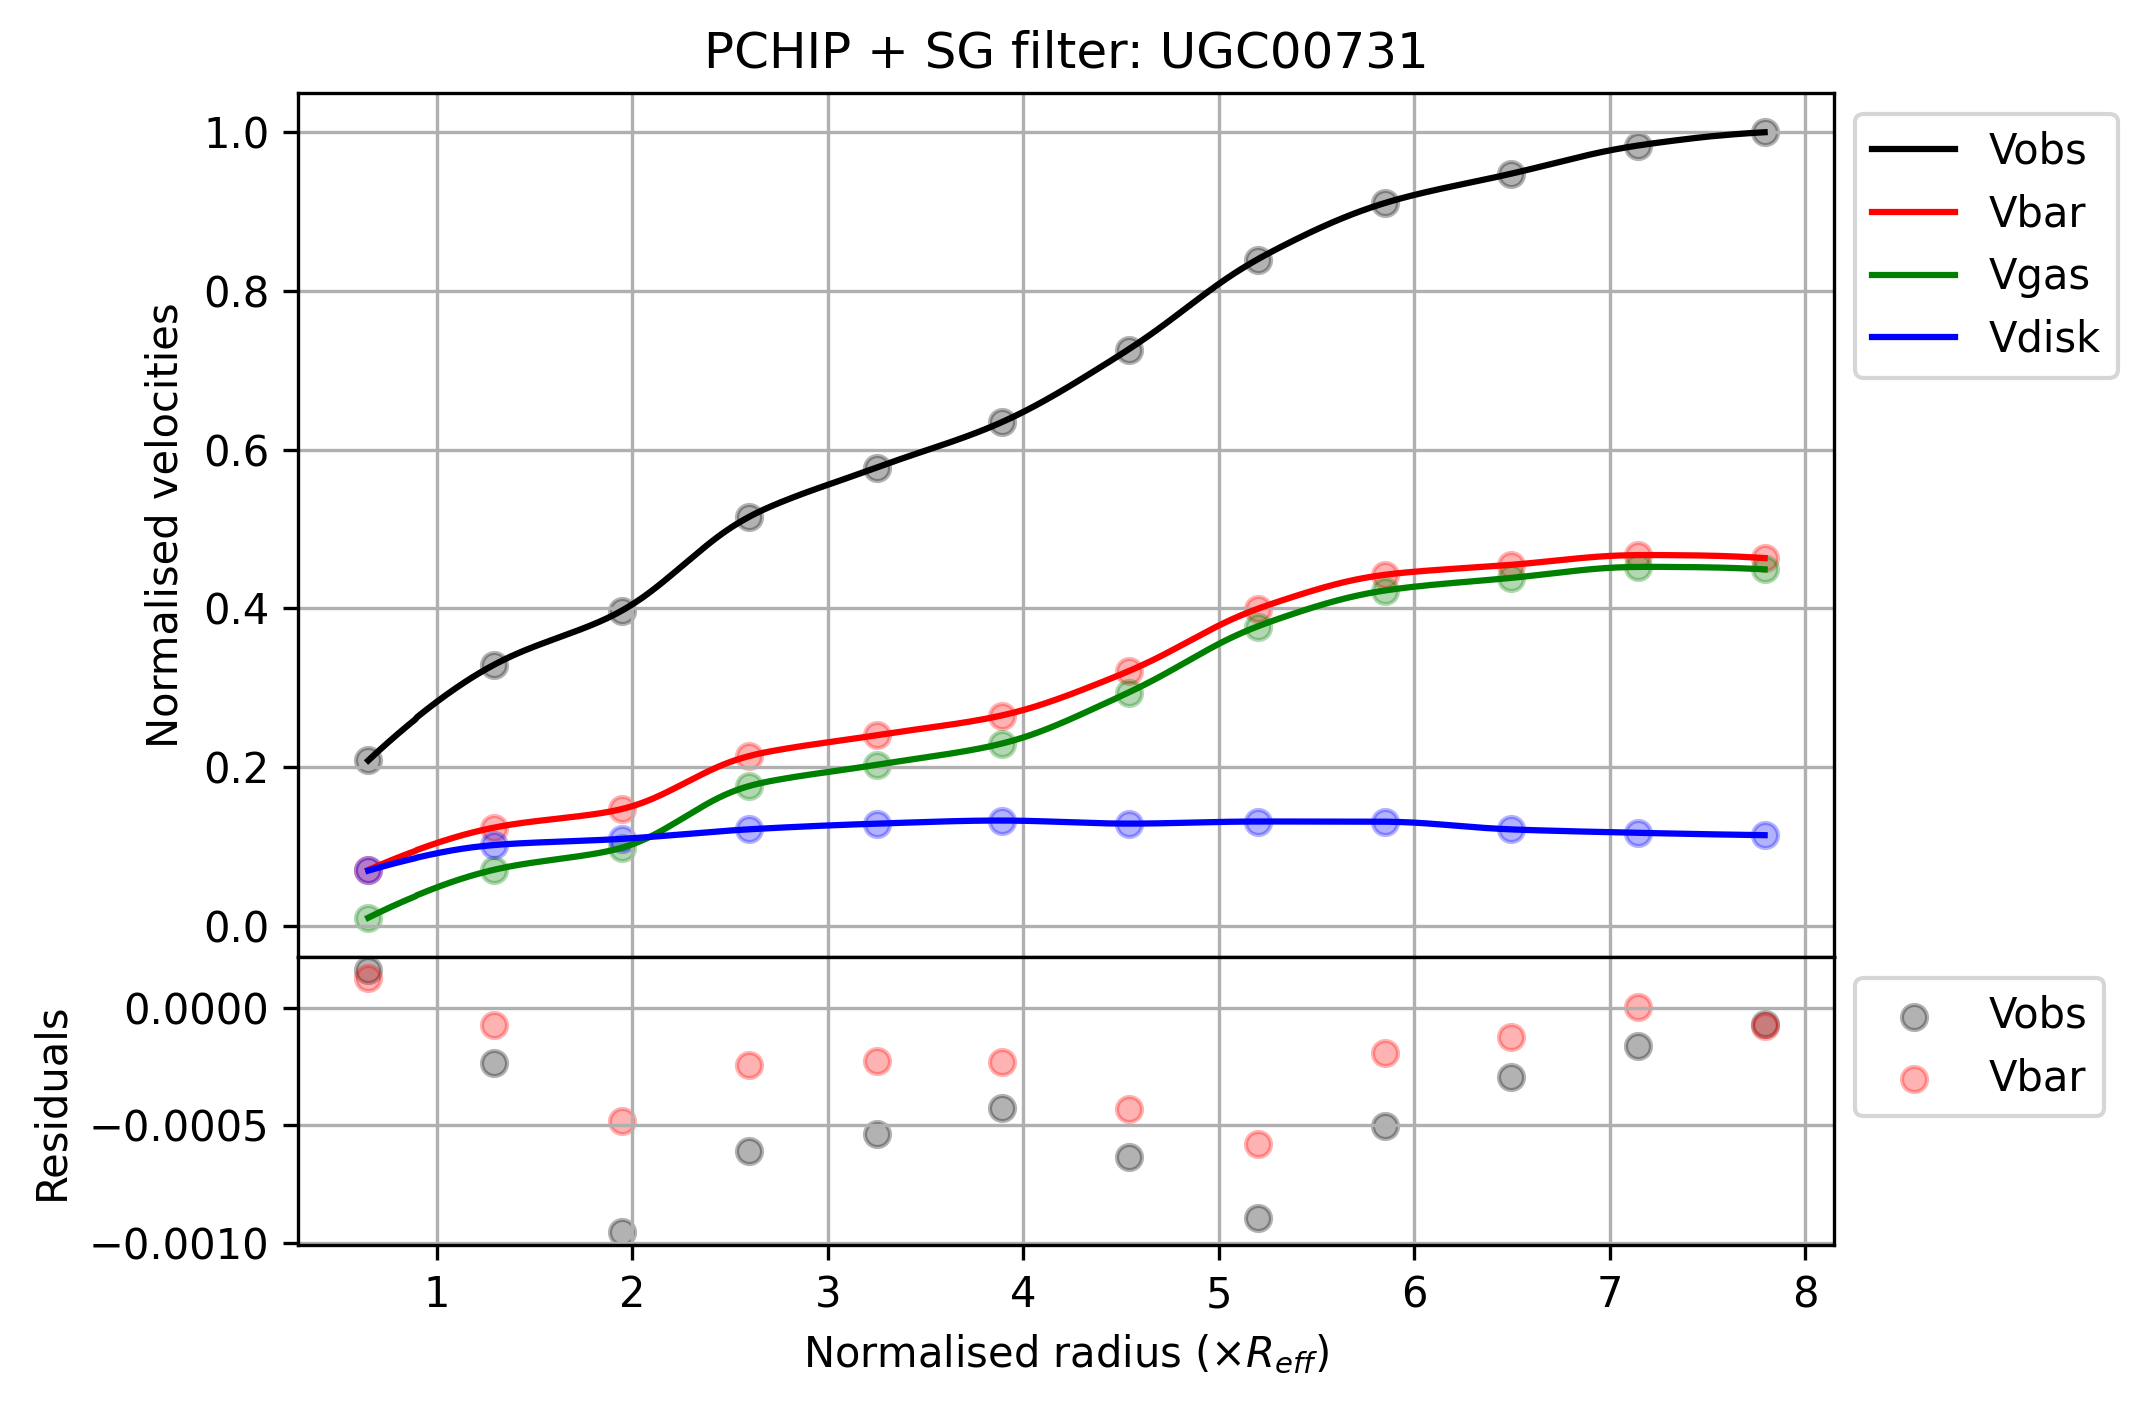 PCHIP + SG filter: UGC00731
1.0
0.8
0.6
0.4
0.2
0.0
Normalised velocities
Vobs
Vbar
Vgas
Vdisk
0.0000
−0.0005
−0.0010
Residuals
Vobs
Vbar
1 2 3 4 5 6 7 8
Normalised radius (×R_eff)